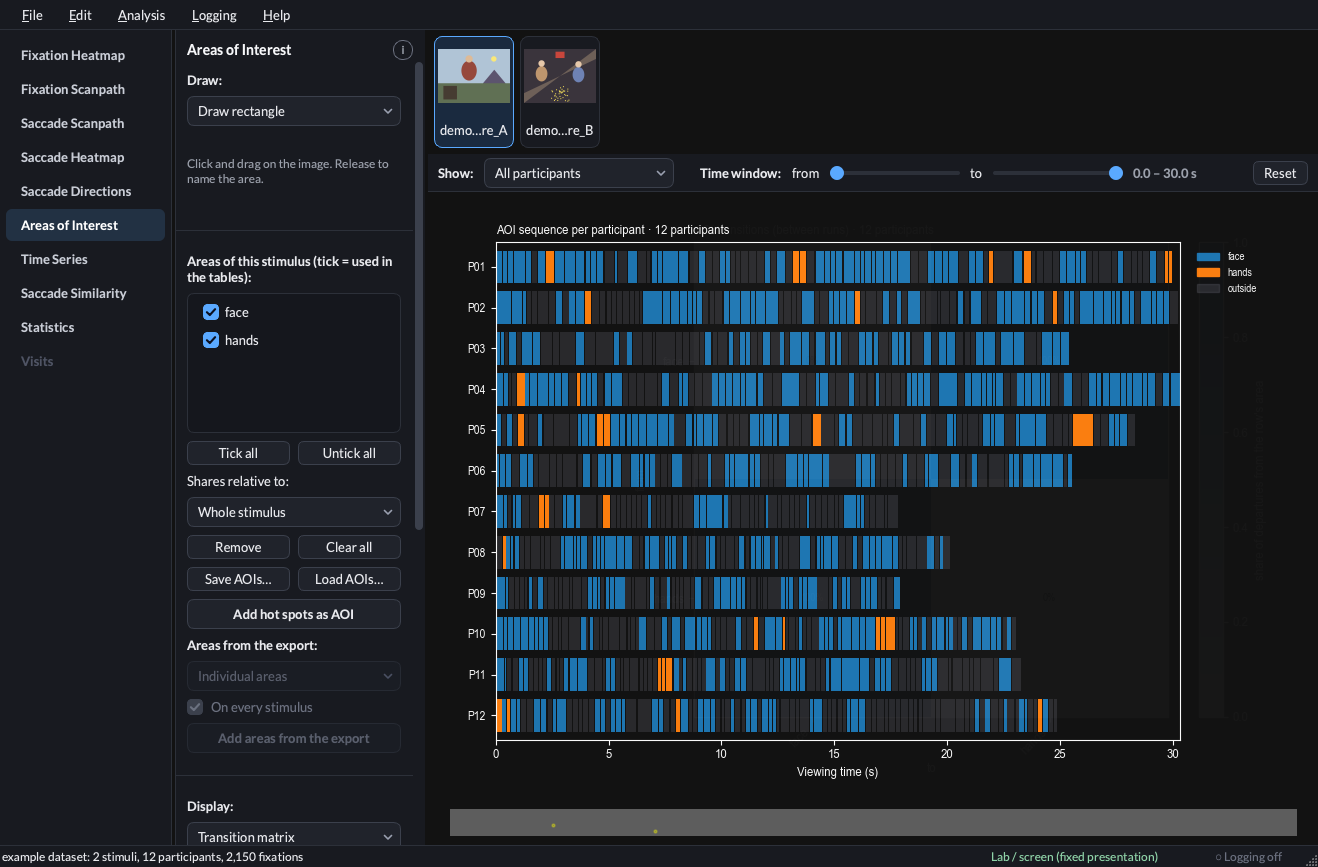 File Edit Analysis Logging Help
Fixation Heatmap
Fixation Scanpath
Saccade Scanpath
Saccade Heatmap
Saccade Directions
Areas of Interest
Time Series
Saccade Similarity
Statistics
Visits
Areas of Interest
i
Draw:
Draw rectangle
Click and drag on the image. Release to
name the area.
Areas of this stimulus (tick = used in
the tables):
face
hands
Tick all Untick all
Shares relative to:
Whole stimulus
Remove Clear all
Save AOIs... Load AOIs...
Add hot spots as AOI
Areas from the export:
Individual areas
On every stimulus
Add areas from the export
Display:
Transition matrix
demo...re_A demo...re_B
Show: All participants Time window: from to 0.0 – 30.0 s Reset
AOI sequence per participant · 12 participants
P01
P02
P03
P04
P05
P06
P07
P08
P09
P10
P11
P12
0 5 10 15 20 25 30
Viewing time (s)
face
hands
outside
example dataset: 2 stimuli, 12 participants, 2,150 fixations
Lab / screen (fixed presentation) ○ Logging off